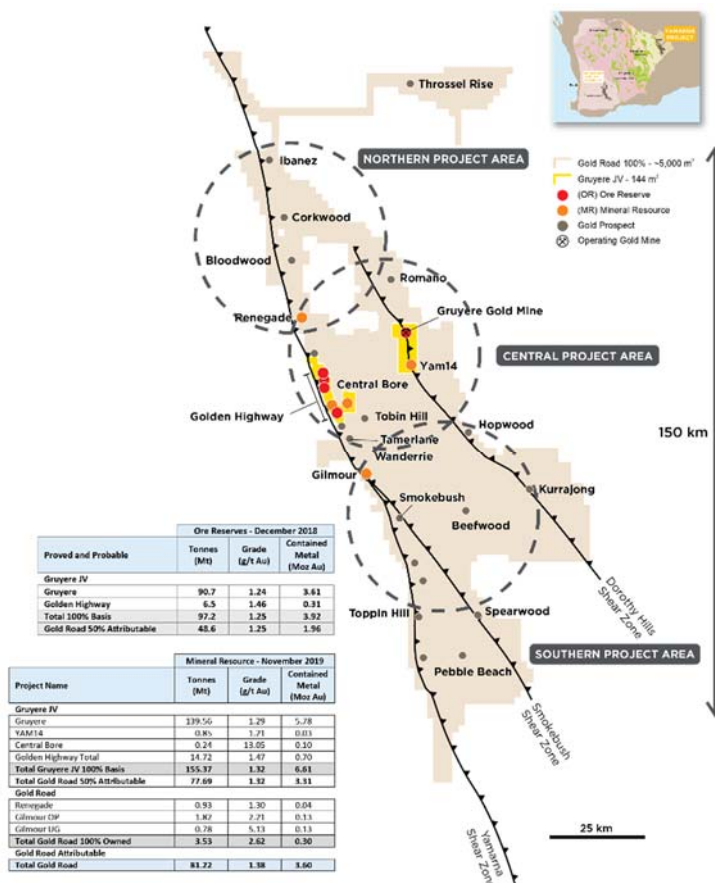 YAMARNA
PROJECT
Throssel Rise
Ibanez
NORTHERN PROJECT AREA
Gold Road 100% - ~5,000 m²
Gruyere JV - 144 m²
(OR) Ore Reserve
(MR) Mineral Resource
Gold Prospect
Operating Gold Mine
Corkwood
Bloodwood
Romano
Renegade
Gruyere Gold Mine
CENTRAL PROJECT AREA
Yam14
Central Bore
Golden Highway
Tobin Hill
Hopwood
150 km
Tamerlane
Wanderrie
Gilmour
Kurrajong
Smokebush
Beefwood
Dorothy Hills
Shear Zone
Toppin Hill
Spearwood
SOUTHERN PROJECT AREA
Pebble Beach
Smokebush
Shear Zone
Yamarna
Shear Zone
25 km
Ore Reserves - December 2018
Proved and Probable Tonnes (Mt) Grade (g/t Au) Contained Metal (Moz Au)
Gruyere JV
Gruyere 90.7 1.24 3.61
Golden Highway 6.5 1.46 0.31
Total 100% Basis 97.2 1.25 3.92
Gold Road 50% Attributable 48.6 1.25 1.96
Mineral Resource - November 2019
Project Name Tonnes (Mt) Grade (g/t Au) Contained Metal (Moz Au)
Gruyere JV
Gruyere 139.56 1.29 5.78
YAM14 0.85 1.21 0.03
Central Bore 0.24 13.05 0.10
Golden Highway Total 14.72 1.47 0.70
Total Gruyere JV 100% Basis 155.37 1.32 6.61
Total Gold Road 50% Attributable 77.69 1.32 3.31
Gold Road
Renegade 0.93 1.30 0.04
Gilmour OP 1.82 2.21 0.13
Gilmour UG 0.78 5.13 0.13
Total Gold Road 100% Owned 3.53 2.62 0.30
Gold Road Attributable
Total Gold Road 81.22 1.38 3.60